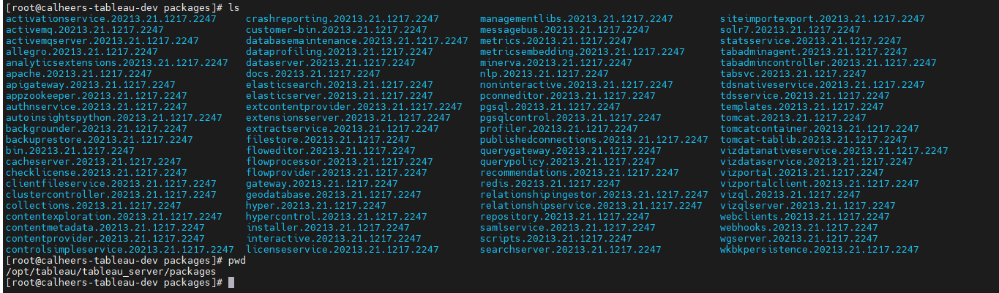 [root@calheers-tableau-dev packages]# ls
activationservice.20213.21.1217.2247 crashreporting.20213.21.1217.2247 managementlibs.20213.21.1217.2247 siteimportexport.20213.21.1217.2247
activemq.20213.21.1217.2247 customer-bin.20213.21.1217.2247 messagebus.20213.21.1217.2247 solr7.20213.21.1217.2247
activemqserver.20213.21.1217.2247 databasemaintenance.20213.21.1217.2247 metrics.20213.21.1217.2247 statsservice.20213.21.1217.2247
allegro.20213.21.1217.2247 dataprofiling.20213.21.1217.2247 metricsembedding.20213.21.1217.2247 tabadminagent.20213.21.1217.2247
analyticsextensions.20213.21.1217.2247 dataserver.20213.21.1217.2247 minerva.20213.21.1217.2247 tabadmincontroller.20213.21.1217.2247
apache.20213.21.1217.2247 docs.20213.21.1217.2247 nlp.20213.21.1217.2247 tabsvc.20213.21.1217.2247
apigateway.20213.21.1217.2247 elasticsearch.20213.21.1217.2247 noninteractive.20213.21.1217.2247 tdsnativeservice.20213.21.1217.2247
appzookeeper.20213.21.1217.2247 elasticserver.20213.21.1217.2247 pconneditor.20213.21.1217.2247 tdsservice.20213.21.1217.2247
authnservice.20213.21.1217.2247 extcontentprovider.20213.21.1217.2247 pgsql.20213.21.1217.2247 templates.20213.21.1217.2247
autoinsightspython.20213.21.1217.2247 extensionsserver.20213.21.1217.2247 pgsqlcontrol.20213.21.1217.2247 tomcat.20213.21.1217.2247
backgrounder.20213.21.1217.2247 extractservice.20213.21.1217.2247 profiler.20213.21.1217.2247 tomcatcontainer.20213.21.1217.2247
backuprestore.20213.21.1217.2247 filestore.20213.21.1217.2247 publishedconnections.20213.21.1217.2247 tomcat-tablib.20213.21.1217.2247
bin.20213.21.1217.2247 floweditor.20213.21.1217.2247 querygateway.20213.21.1217.2247 vizdatanativeservice.20213.21.1217.2247
cacheserver.20213.21.1217.2247 flowprocessor.20213.21.1217.2247 querypolicy.20213.21.1217.2247 vizdataservice.20213.21.1217.2247
checklicense.20213.21.1217.2247 flowprovider.20213.21.1217.2247 recommendations.20213.21.1217.2247 vizportal.20213.21.1217.2247
clientfileservice.20213.21.1217.2247 gateway.20213.21.1217.2247 redis.20213.21.1217.2247 vizportalclient.20213.21.1217.2247
clustercontroller.20213.21.1217.2247 geodatabase.20213.21.1217.2247 relationshipingestor.20213.21.1217.2247 vizql.20213.21.1217.2247
collections.20213.21.1217.2247 hyper.20213.21.1217.2247 relationshipservice.20213.21.1217.2247 vizqlserver.20213.21.1217.2247
contentexploration.20213.21.1217.2247 hypercontrol.20213.21.1217.2247 repository.20213.21.1217.2247 webclients.20213.21.1217.2247
contentmetadata.20213.21.1217.2247 installer.20213.21.1217.2247 samlservice.20213.21.1217.2247 webhooks.20213.21.1217.2247
contentprovider.20213.21.1217.2247 interactive.20213.21.1217.2247 scripts.20213.21.1217.2247 wgserver.20213.21.1217.2247
controlsimpleservice.20213.21.1217.2247 licenseservice.20213.21.1217.2247 searchserver.20213.21.1217.2247 wkbkpersistence.20213.21.1217.2247
[root@calheers-tableau-dev packages]# pwd
/opt/tableau/tableau_server/packages
[root@calheers-tableau-dev packages]#